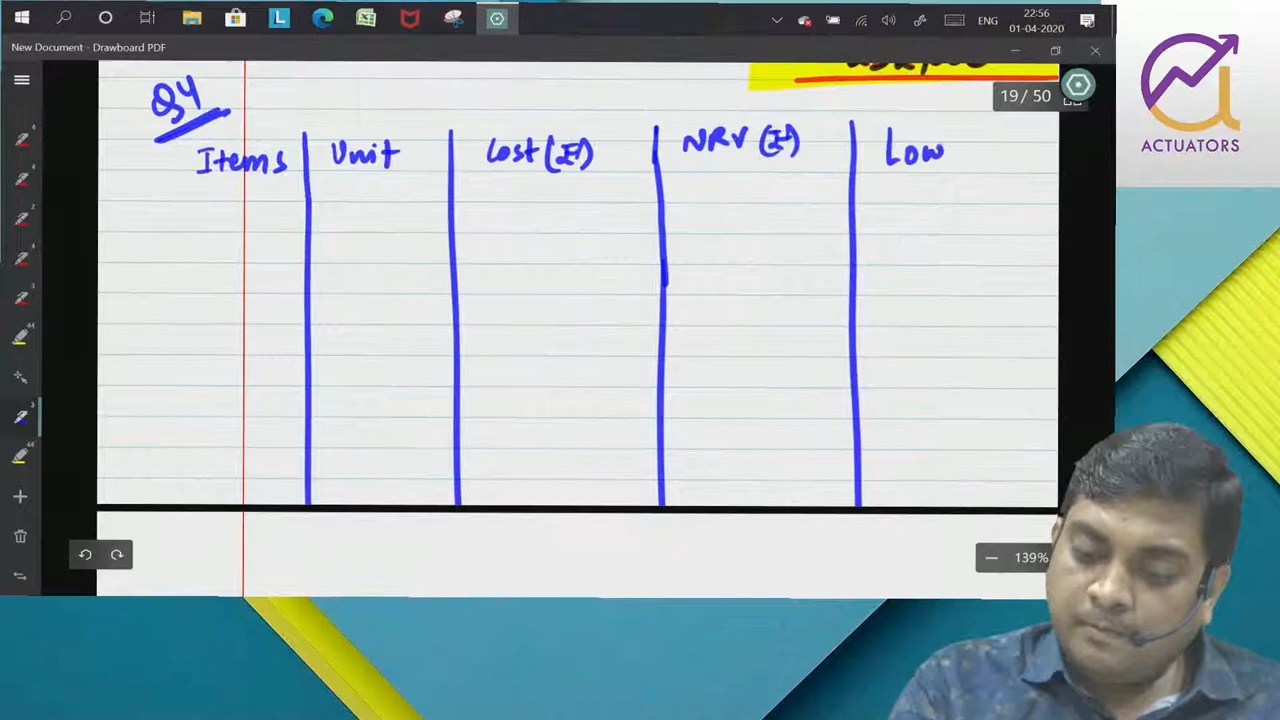 22:56
ENG
01-04-2020
New Document - Drawboard PDF
19 / 50
Q4
Items Unit Cost (Σ) NRV (Σ) Low
ACTUATORS
139%